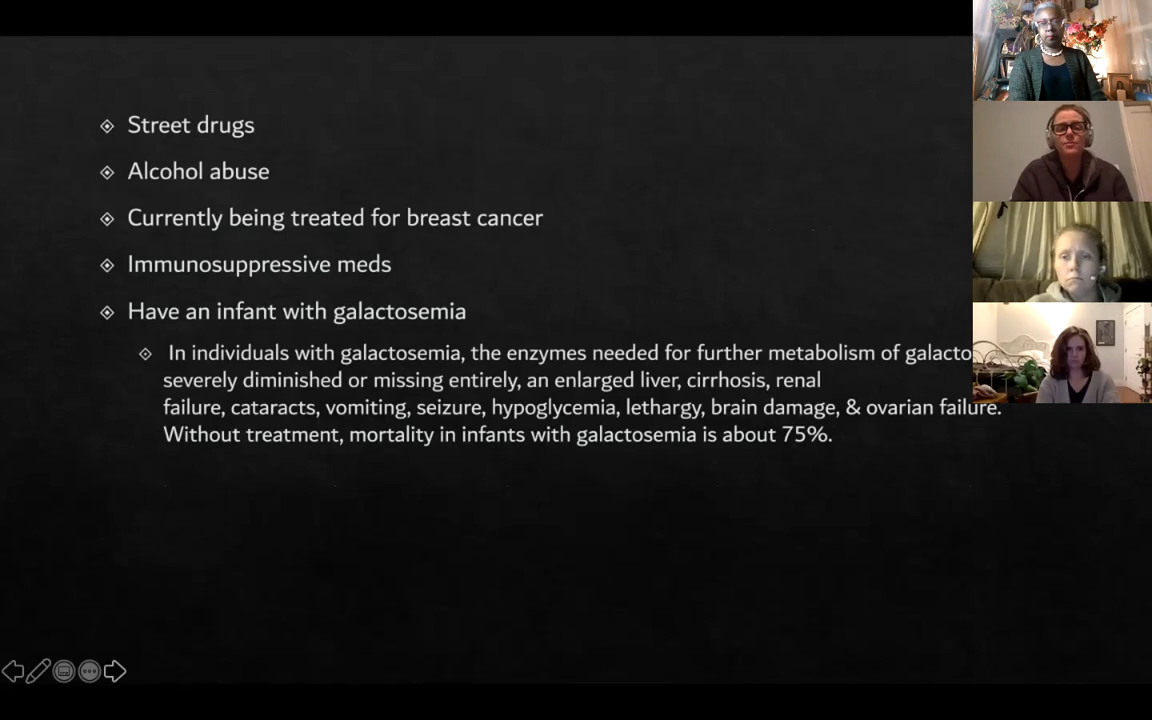 Street drugs
Alcohol abuse
Currently being treated for breast cancer
Immunosuppressive meds
Have an infant with galactosemia
In individuals with galactosemia, the enzymes needed for further metabolism of galacto
severely diminished or missing entirely, an enlarged liver, cirrhosis, renal
failure, cataracts, vomiting, seizure, hypoglycemia, lethargy, brain damage, & ovarian failure.
Without treatment, mortality in infants with galactosemia is about 75%.